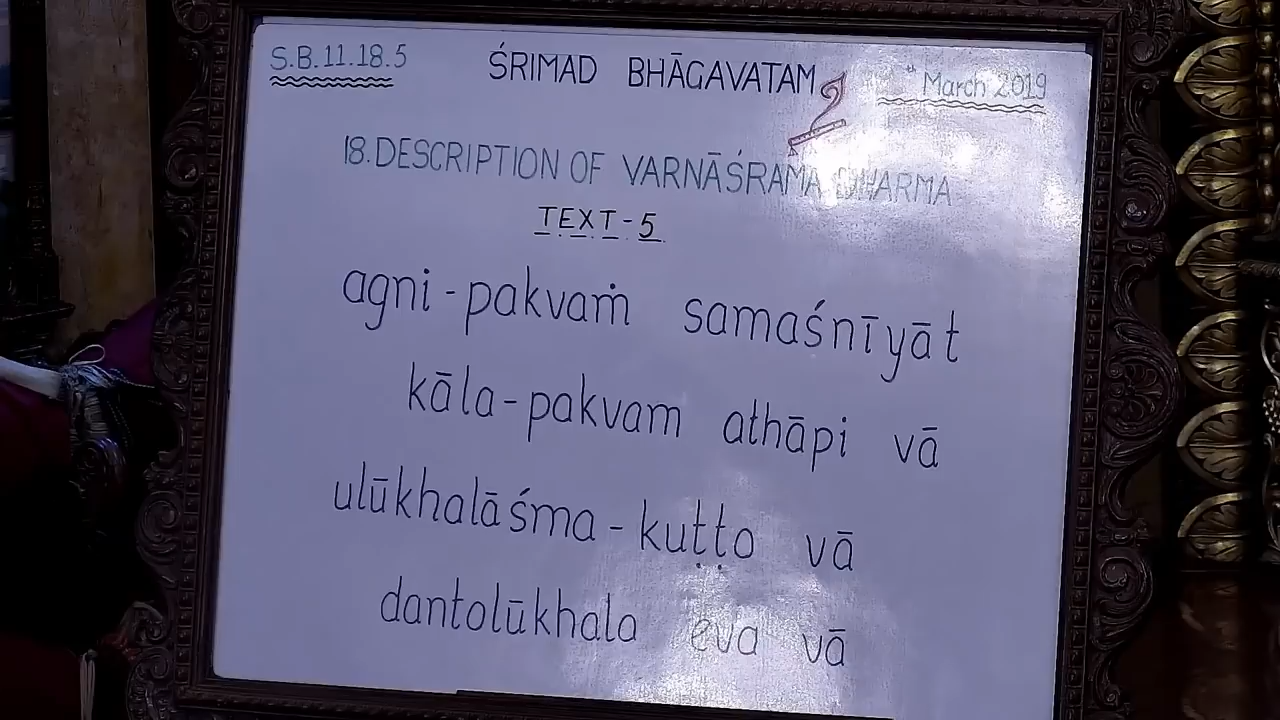 S.B.11.18.5 ŚRIMAD BHĀGAVATAM March 2019
18.DESCRIPTION OF VARNĀŚRAMA DHARMA
TEXT-5
agni-pakvaṁ samaśnīyāt
kāla-pakvam athāpi vā
ulūkhalāśma-kuṭṭo vā
dantolūkhala eva vā